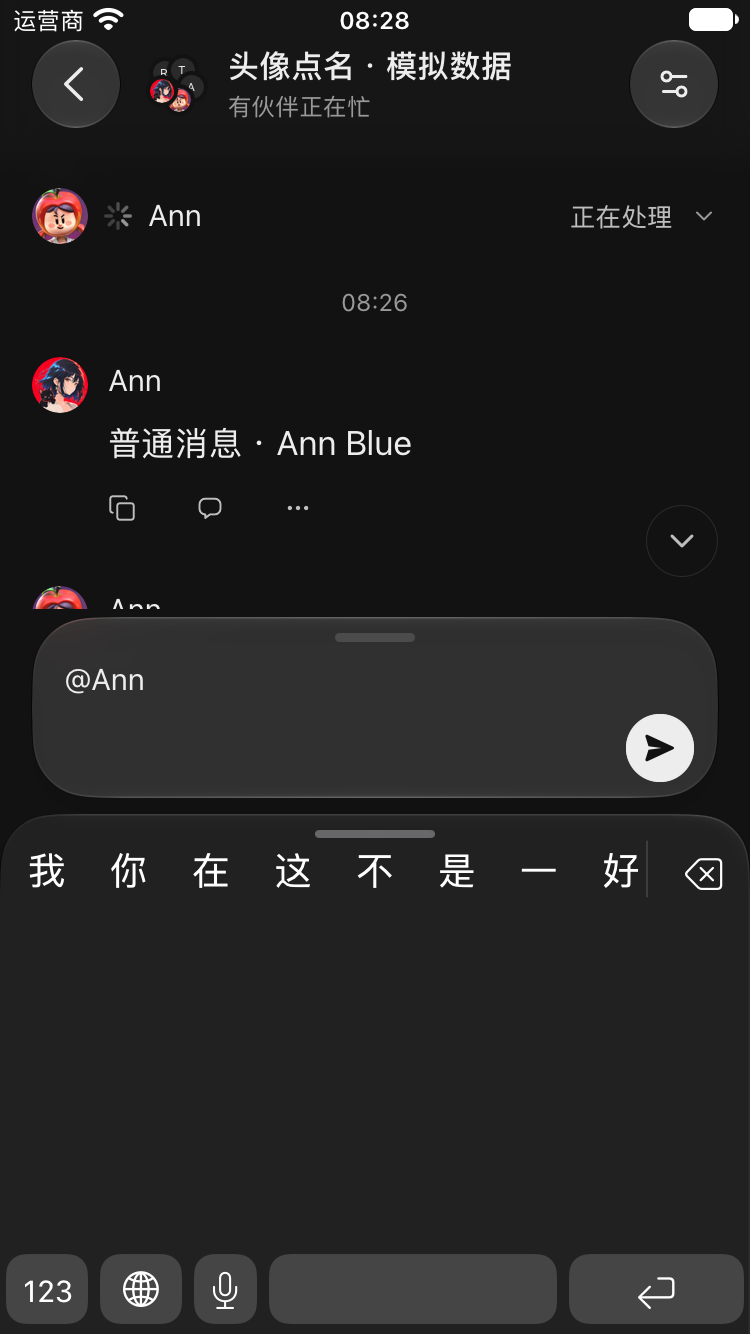 运营商
08:28
R
T
A
头像点名 · 模拟数据
有伙伴正在忙
Ann
正在处理
08:26
Ann
普通消息 · Ann Blue
Ann
@Ann
我 你 在 这 不 是 一 好
123